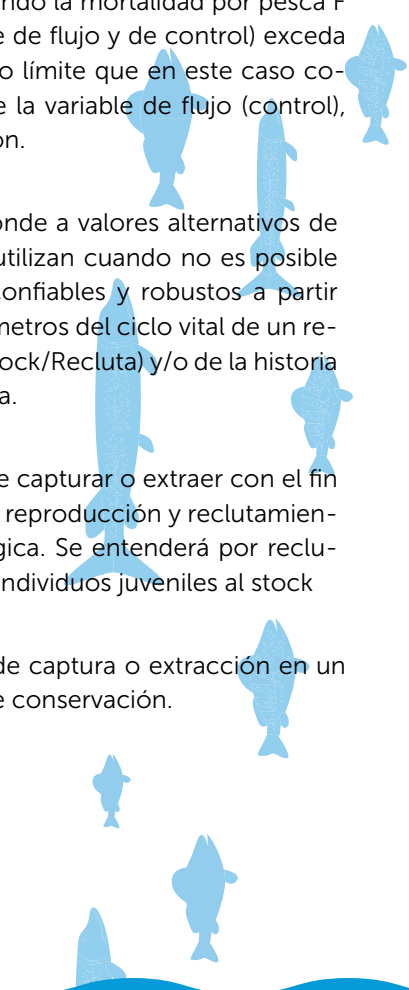 ndo la mortalidad por pesca F
e de flujo y de control) exceda
o límite que en este caso co-
e la variable de flujo (control),
ón.
onde a valores alternativos de
utilizan cuando no es posible
confiables y robustos a partir
metros del ciclo vital de un re-
ock/Recluta) y/o de la historia
a.
e capturar o extraer con el fin
reproducción y reclutamien-
gica. Se entenderá por reclu-
individuos juveniles al stock
de captura o extracción en un
e conservación.